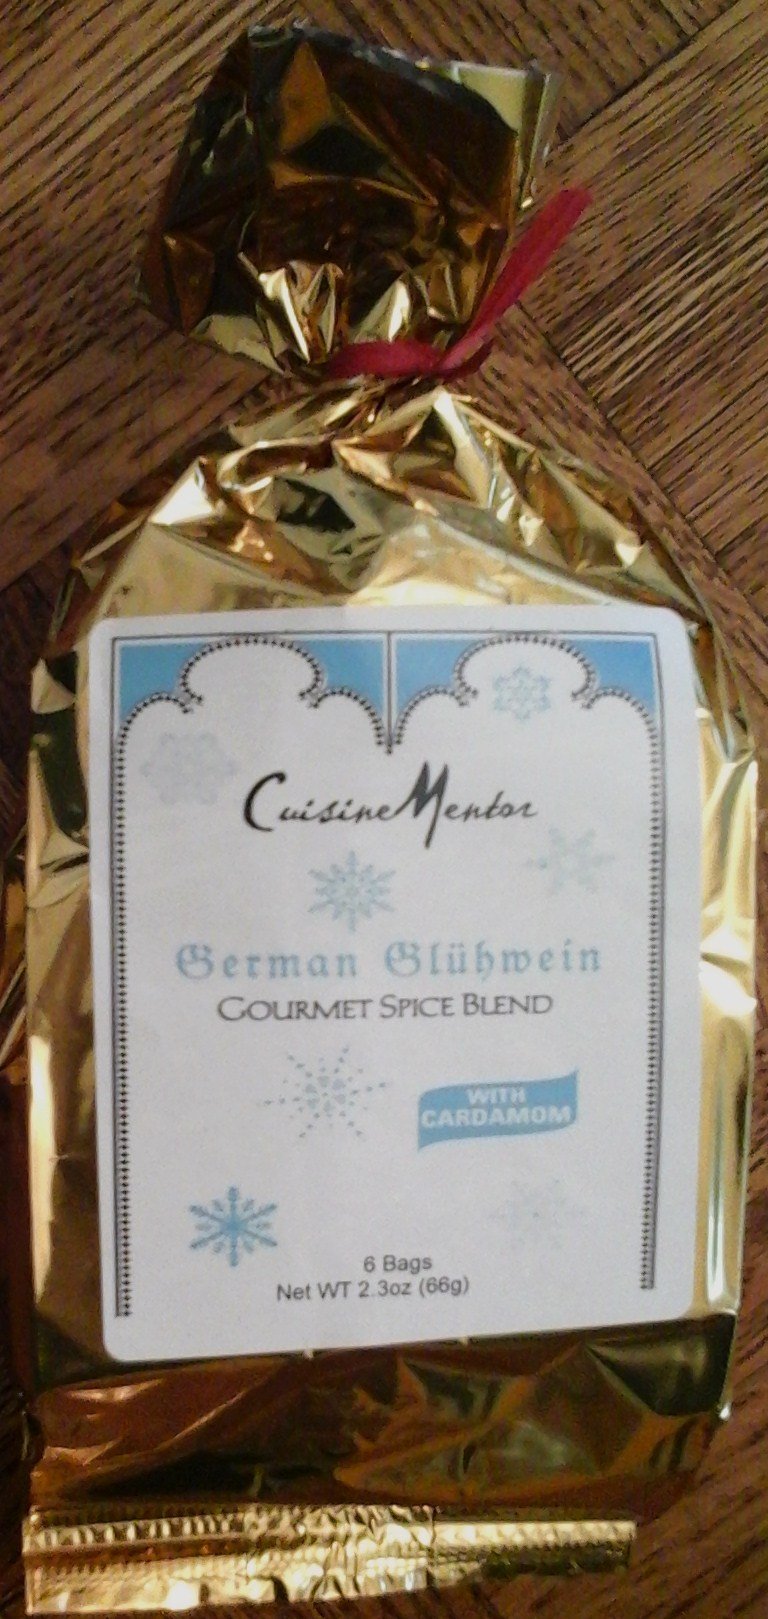 CuisineMentor
German Glühwein
GOURMET SPICE BLEND
WITH
CARDAMOM
6 Bags
Net WT 2.3oz (66g)